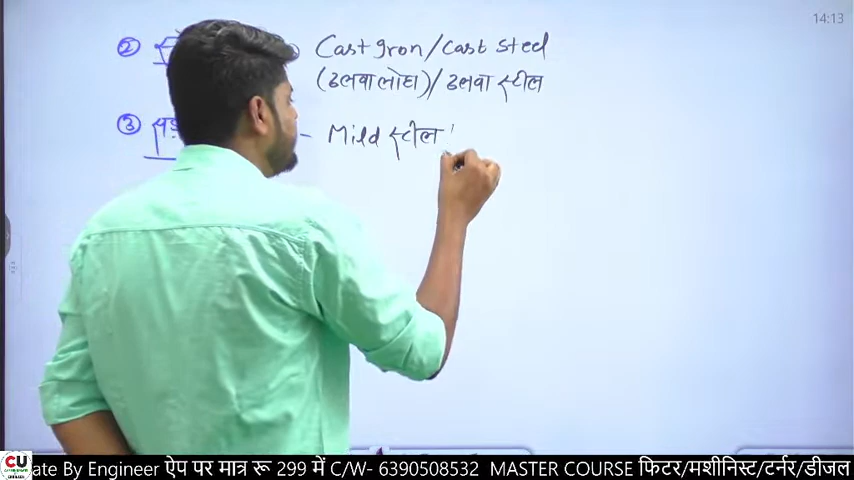 14:13
② Cast Iron/Cast Steel
(ढलवा लोहा)/ढलवा स्टील
③ - Mild स्टील
CU
ate By Engineer ऐप पर मात्र रू 299 में C/W- 6390508532 MASTER COURSE फिटर/मशीनिस्ट/टर्नर/डीजल